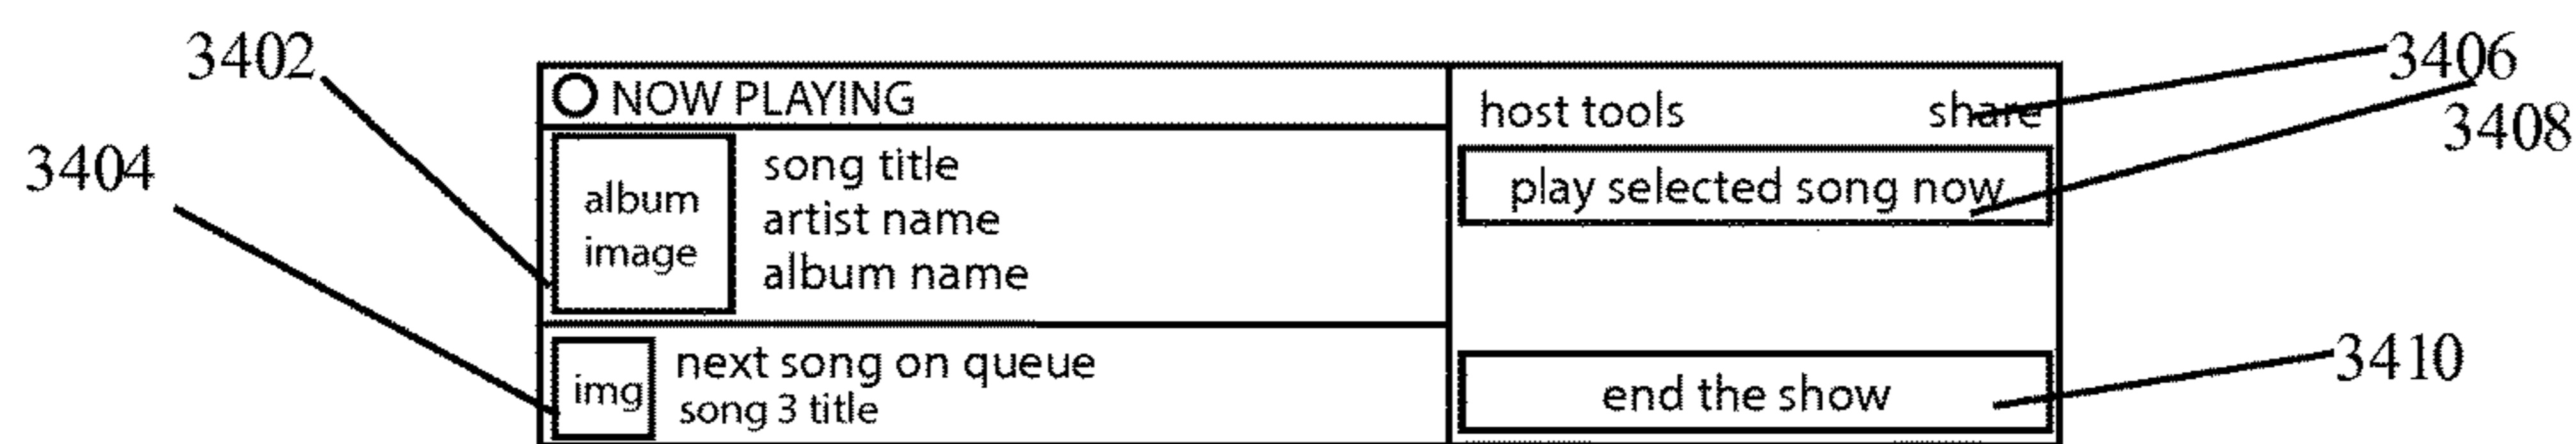 3402
3404
NOW PLAYING
album
image
song title
artist name
album name
img
next song on queue
song 3 title
host tools share
play selected song now
end the show
3406
3408
3410